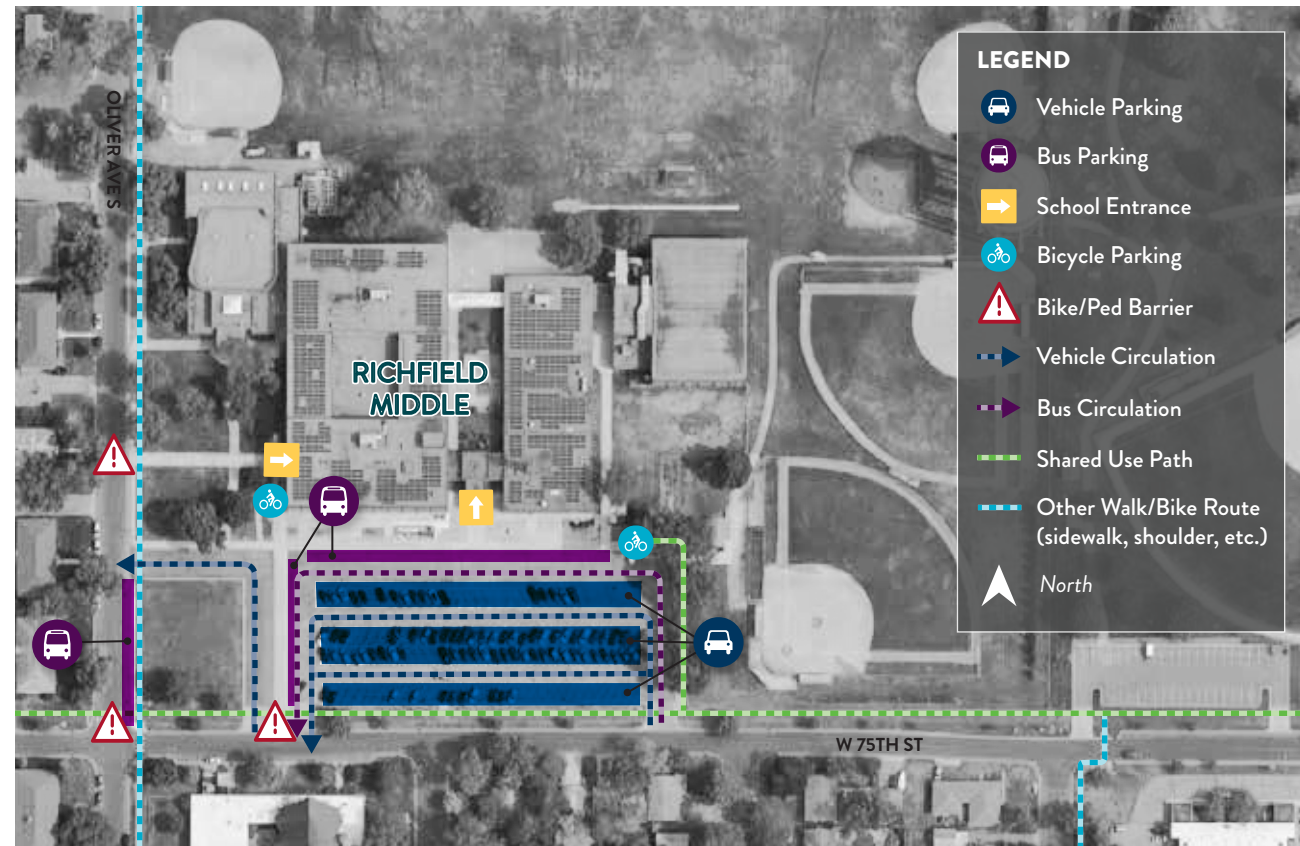 OLIVER AVE S
RICHFIELD
MIDDLE
W 75TH ST
LEGEND
Vehicle Parking
Bus Parking
School Entrance
Bicycle Parking
Bike/Ped Barrier
Vehicle Circulation
Bus Circulation
Shared Use Path
Other Walk/Bike Route
(sidewalk, shoulder, etc.)
North